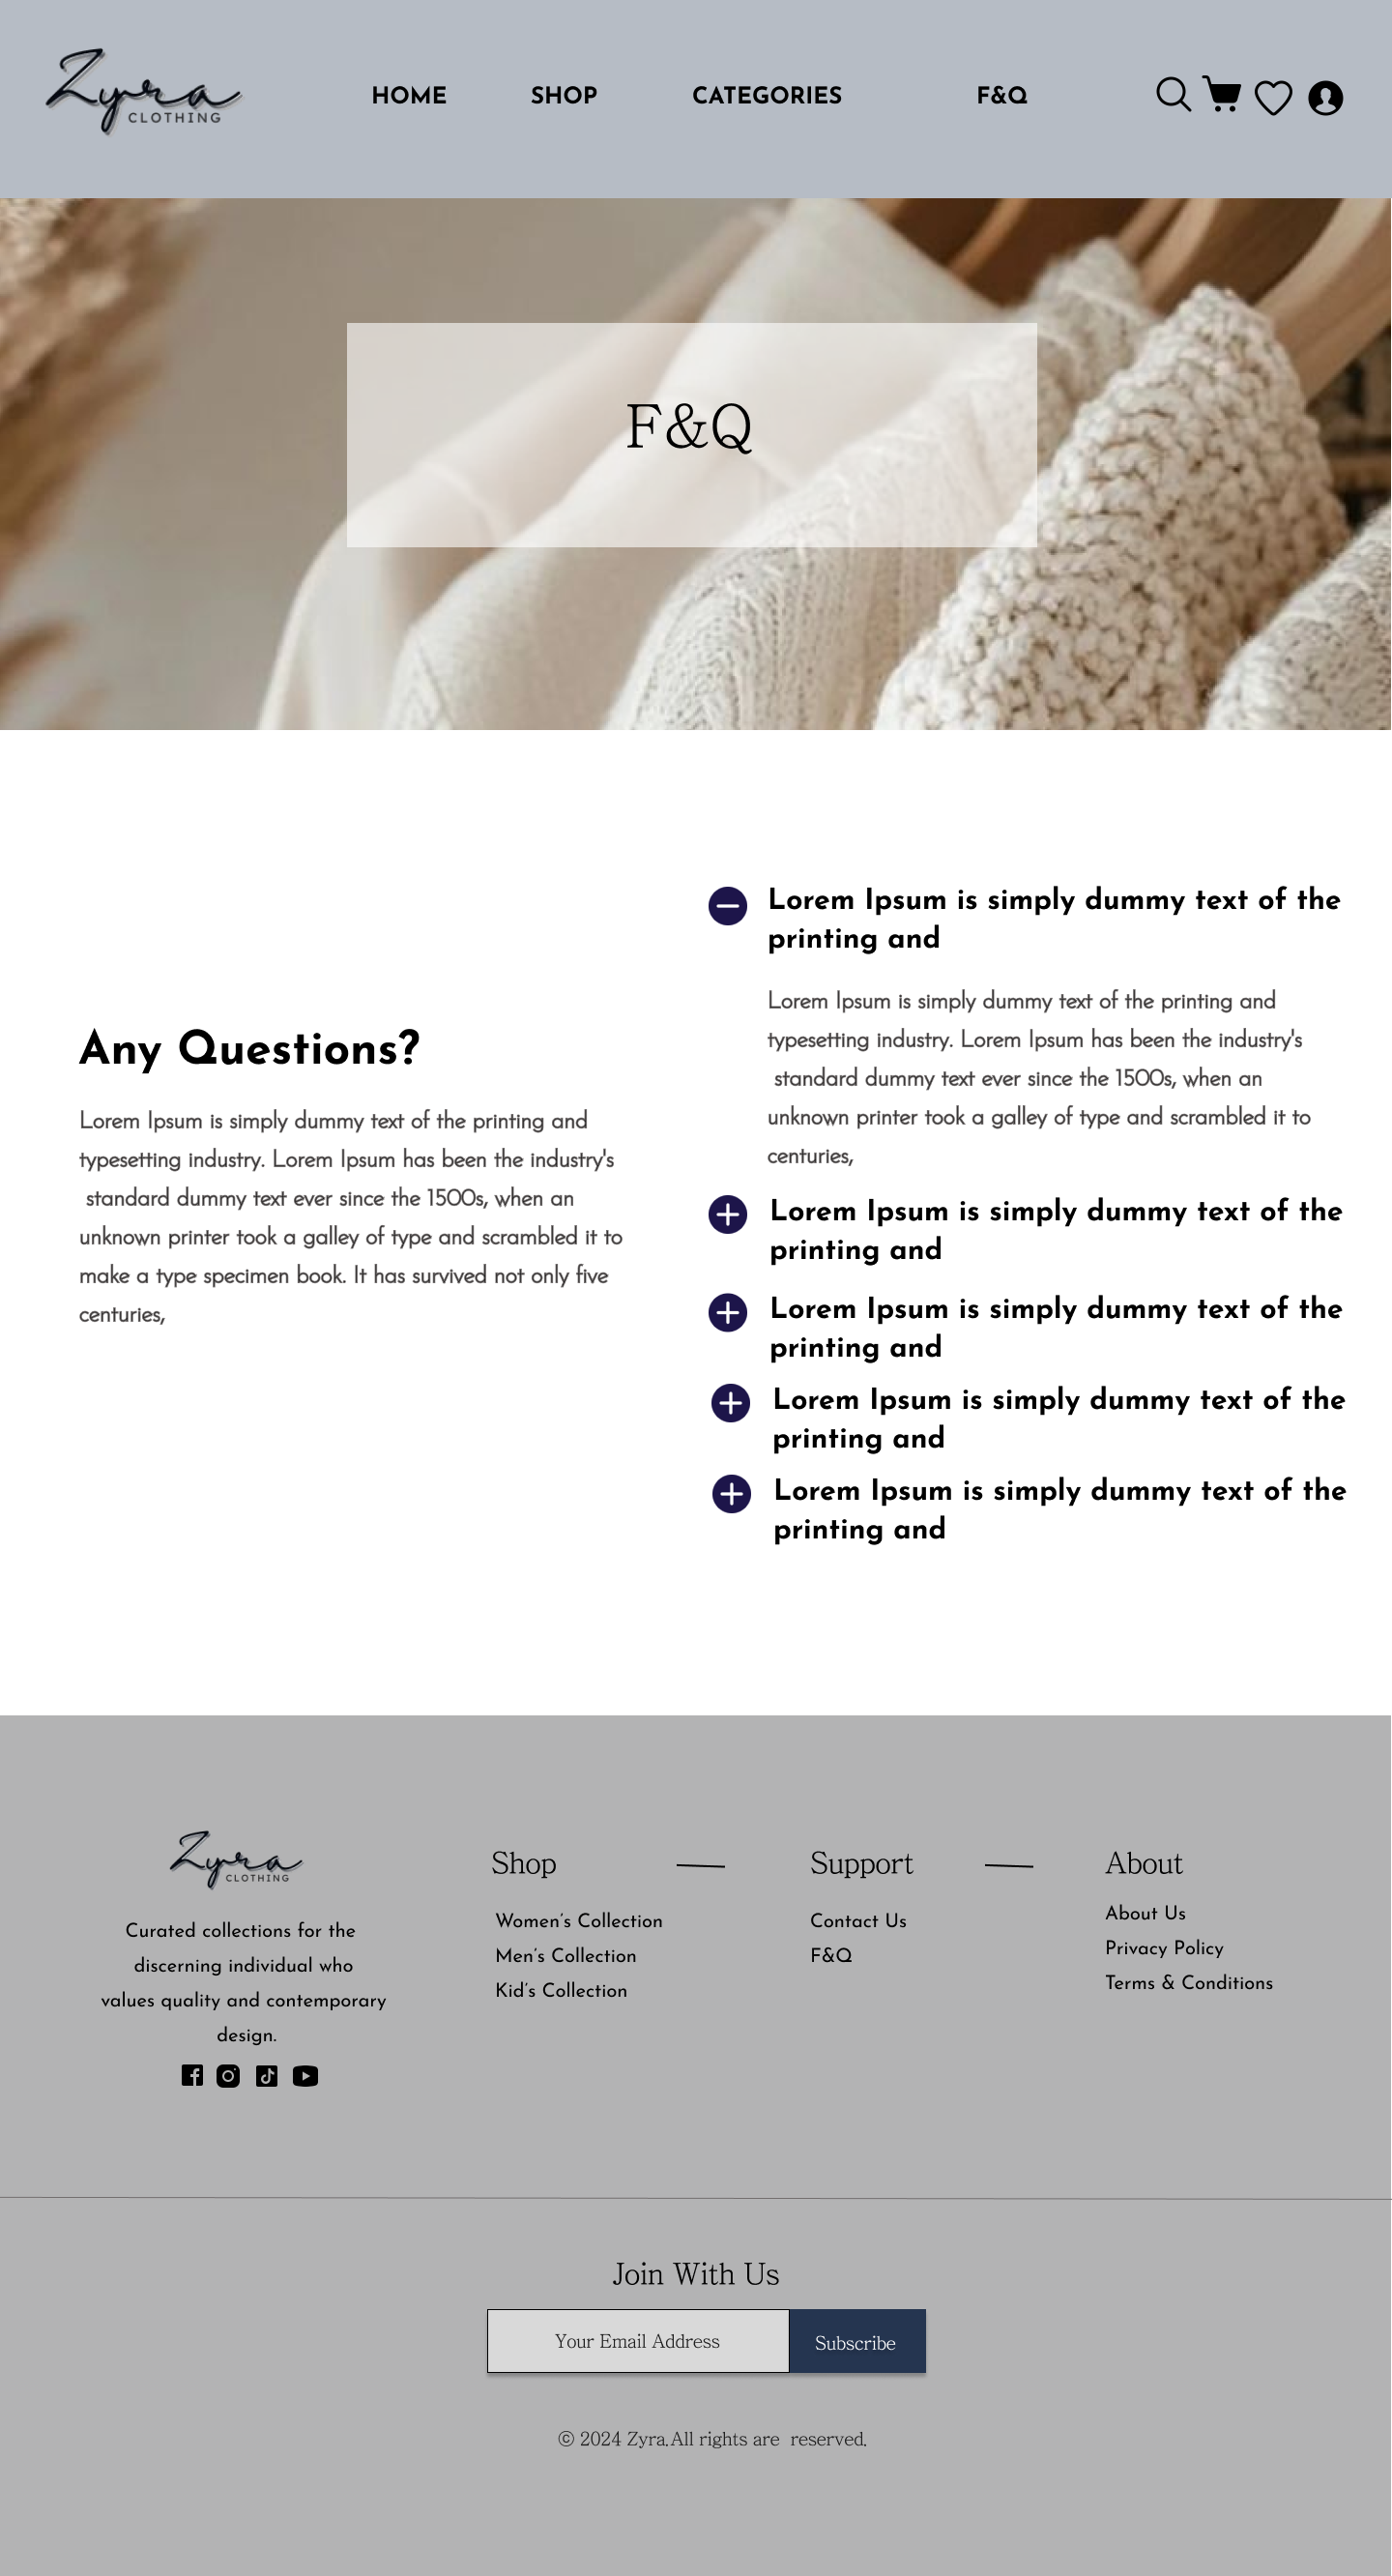 Zyra
CLOTHING
HOME SHOP CATEGORIES F&Q
F&Q
Any Questions?
Lorem Ipsum is simply dummy text of the printing and
typesetting industry. Lorem Ipsum has been the industry's
standard dummy text ever since the 1500s, when an
unknown printer took a galley of type and scrambled it to
make a type specimen book. It has survived not only five
centuries,
Lorem Ipsum is simply dummy text of the
printing and
Lorem Ipsum is simply dummy text of the printing and
typesetting industry. Lorem Ipsum has been the industry's
standard dummy text ever since the 1500s, when an
unknown printer took a galley of type and scrambled it to
centuries,
Lorem Ipsum is simply dummy text of the
printing and
Lorem Ipsum is simply dummy text of the
printing and
Lorem Ipsum is simply dummy text of the
printing and
Lorem Ipsum is simply dummy text of the
printing and
Zyra
CLOTHING
Curated collections for the
discerning individual who
values quality and contemporary
design.
Shop
Women's Collection
Men's Collection
Kid's Collection
Support
Contact Us
F&Q
About
About Us
Privacy Policy
Terms & Conditions
Join With Us
Your Email Address
Subscribe
© 2024 Zyra.All rights are reserved.